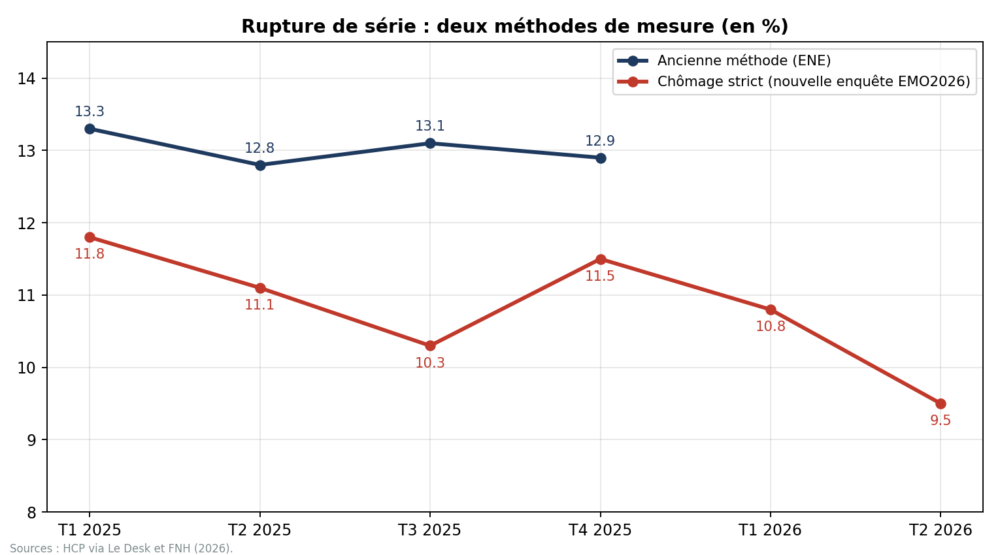 Rupture de série : deux méthodes de mesure (en %)
Ancienne méthode (ENE)
Chômage strict (nouvelle enquête EMO2026)
14
13
12
11
10
9
8
13.3
12.8
13.1
12.9
11.8
11.1
10.3
11.5
10.8
9.5
T1 2025
T2 2025
T3 2025
T4 2025
T1 2026
T2 2026
Sources : HCP via Le Desk et FNH (2026).